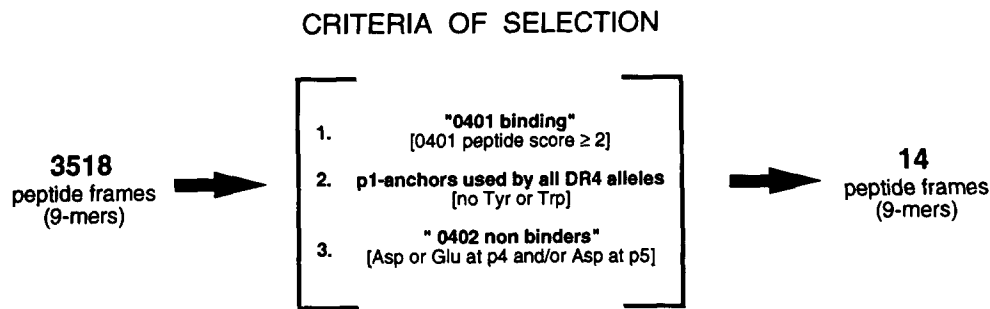 CRITERIA OF SELECTION
3518
peptide frames
(9-mers)
1. "0401 binding"
[0401 peptide score ≥ 2]
2. p1-anchors used by all DR4 alleles
[no Tyr or Trp]
3. " 0402 non binders"
[Asp or Glu at p4 and/or Asp at p5]
14
peptide frames
(9-mers)